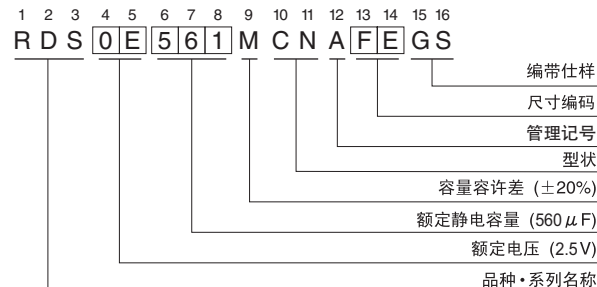 1 2 3 4 5 6 7 8 9 10 11 12 13 14 15 16
R D S 0 E 5 6 1 M C N A F E G S
编带仕样
尺寸编码
管理记号
型状
容量容许差 (±20%)
额定静电容量 (560μF)
额定电压 (2.5V)
品种•系列名称